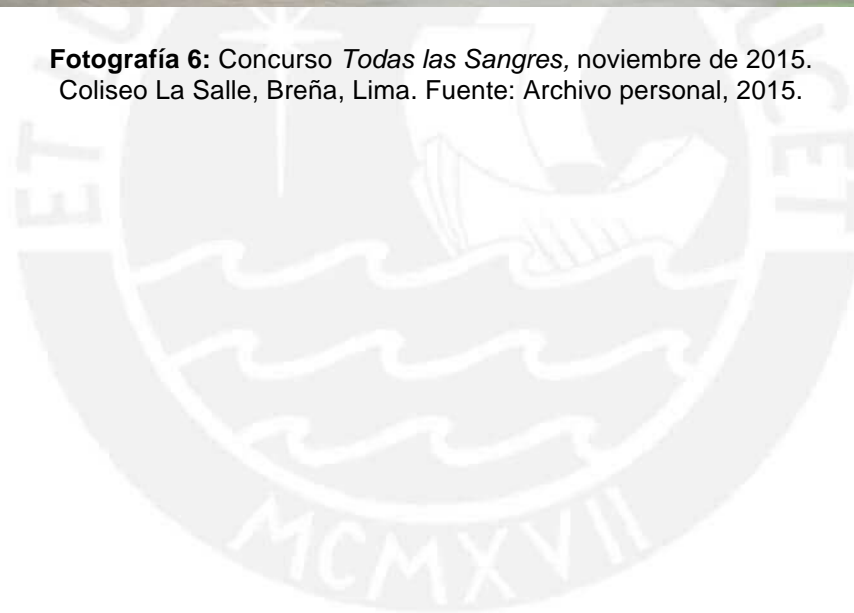 Fotografía 6: Concurso Todas las Sangres, noviembre de 2015.
Coliseo La Salle, Breña, Lima. Fuente: Archivo personal, 2015.
MCMXVII